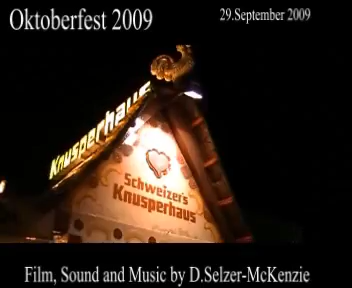 Oktoberfest 2009
29.September 2009
Knusperhaus
Schweizer's
Knusperhaus
Film, Sound and Music by D.Selzer-McKenzie